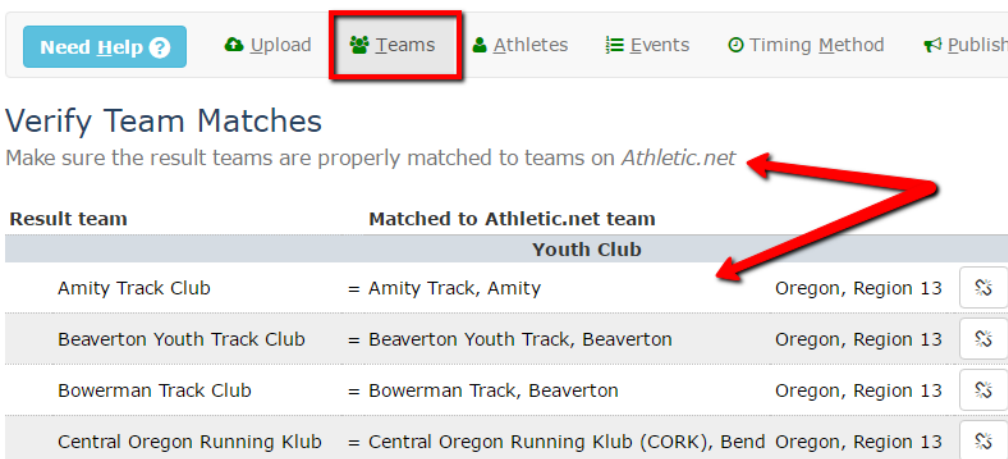 Need Help ? Upload Teams Athletes Events Timing Method Publish
Verify Team Matches
Make sure the result teams are properly matched to teams on Athletic.net
Result team Matched to Athletic.net team
Youth Club
Amity Track Club = Amity Track, Amity Oregon, Region 13
Beaverton Youth Track Club = Beaverton Youth Track, Beaverton Oregon, Region 13
Bowerman Track Club = Bowerman Track, Beaverton Oregon, Region 13
Central Oregon Running Klub = Central Oregon Running Klub (CORK), Bend Oregon, Region 13